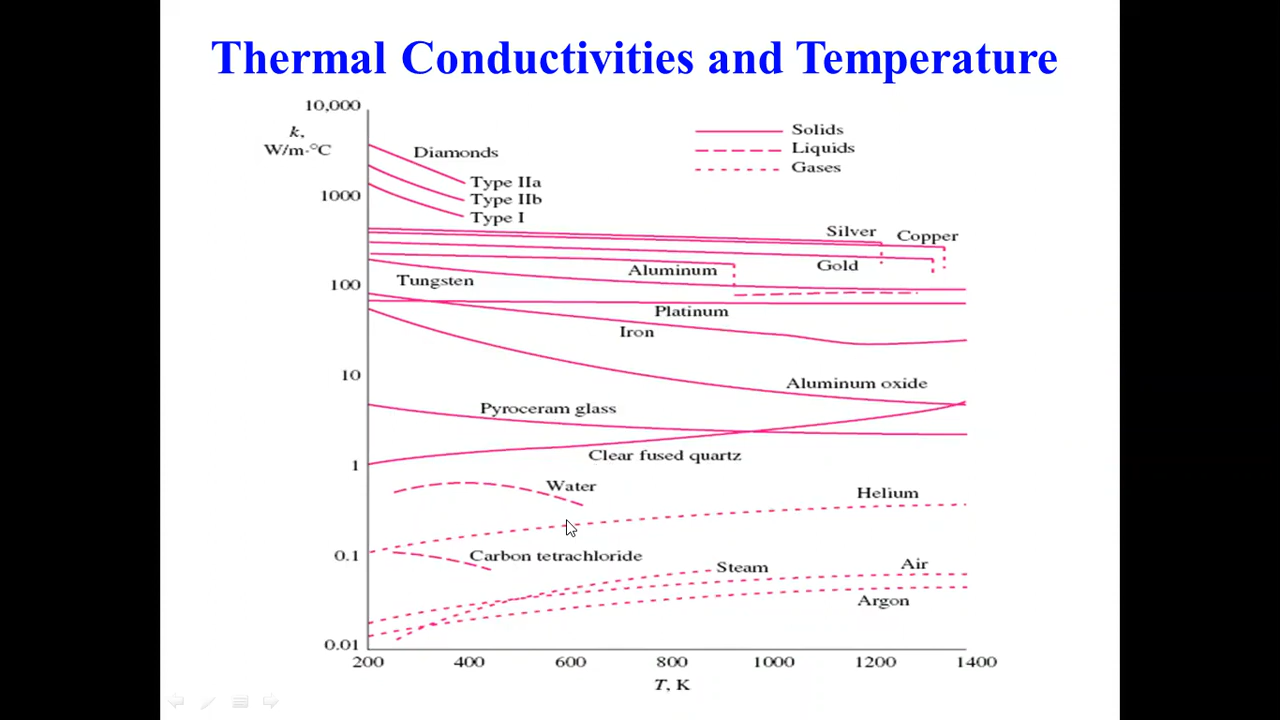 Thermal Conductivities and Temperature
10,000
k,
W/m·°C
Solids
Liquids
Gases
Diamonds
Type IIa
1000
Type IIb
Type I
Silver
Copper
Aluminum
Gold
Tungsten
100
Platinum
Iron
10
Aluminum oxide
Pyroceram glass
Clear fused quartz
1
Water
Helium
0.1
Carbon tetrachloride
Steam
Air
Argon
0.01
200 400 600 800 1000 1200 1400
T, K